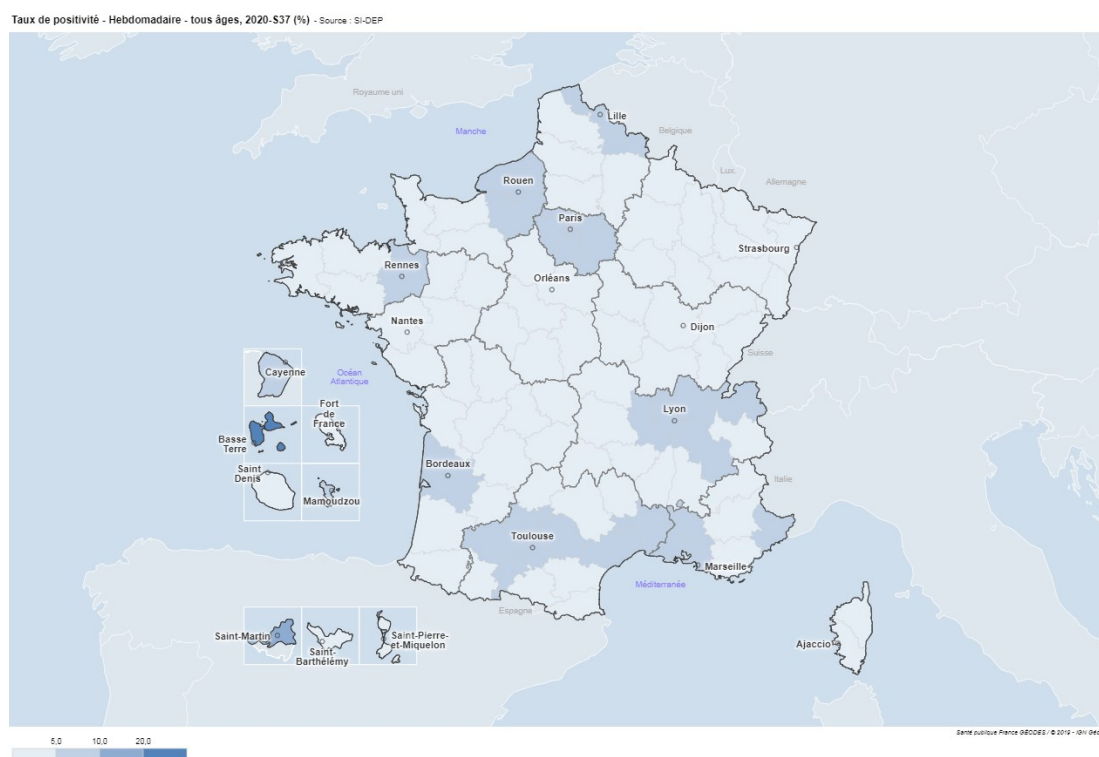 Taux de positivité - Hebdomadaire - tous âges, 2020-S37 (%) - Source : SI-DEP
Royaume uni
Lille
Manche
Belgique
Lux.
Rouen
Allemagne
Paris
Strasbourg
Rennes
Orléans
Nantes
Dijon
Suisse
Cayenne
Océan
Atlantique
Fort
de
France
Lyon
Basse
Terre
Bordeaux
Saint
Denis
Italie
Mamoudzou
Toulouse
Marseille
Méditerranée
Espagne
Saint-Martin
Saint-
Barthélémy
Saint-Pierre-
et-Miquelon
Ajaccio
Santé publique France GÉODES / © 2019 - IGN Géo
5,0 10,0 20,0